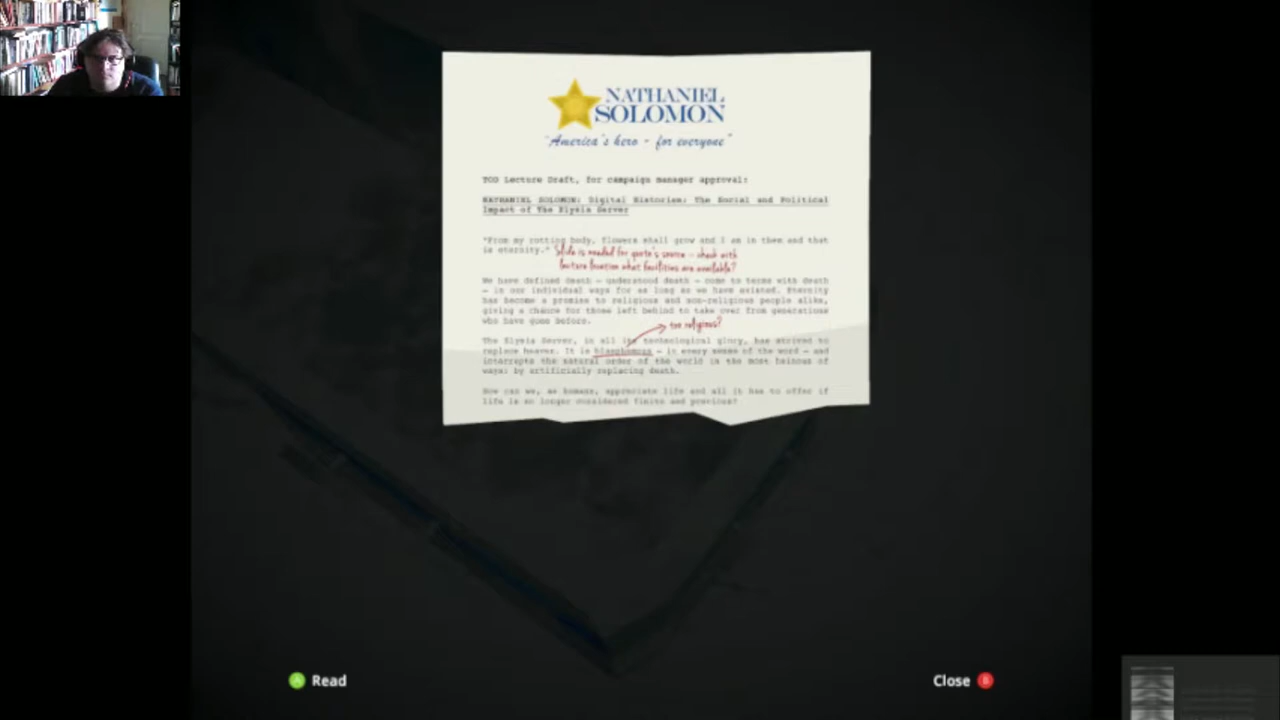 NATHANIEL
SOLOMON
"America's hero - for everyone"
TCO Lecture Draft, for campaign manager approval:
NATHANIEL SOLOMON: Digital Historism: The Social and Political
Impact of The Elysia Server
"From my rotting body, flowers shall grow and I am in them and that
is eternity." Slide is needed for quote's source - check with
lecture location what facilities are available?
We have defined death - understood death - come to terms with death
- in our individual ways for as long as we have existed. Eternity
has become a promise to religious and non-religious people alike,
giving a chance for those left behind to take over from generations
who have gone before.
too religious?
The Elysia Server, in all its technological glory, has strived to
replace heaven. It is blasphemous - in every sense of the word - and
interrupts the natural order of the world in the most heinous of
ways: by artificially replacing death.
How can we, as humans, appreciate life and all it has to offer if
life is no longer considered finite and precious?
A Read
Close B